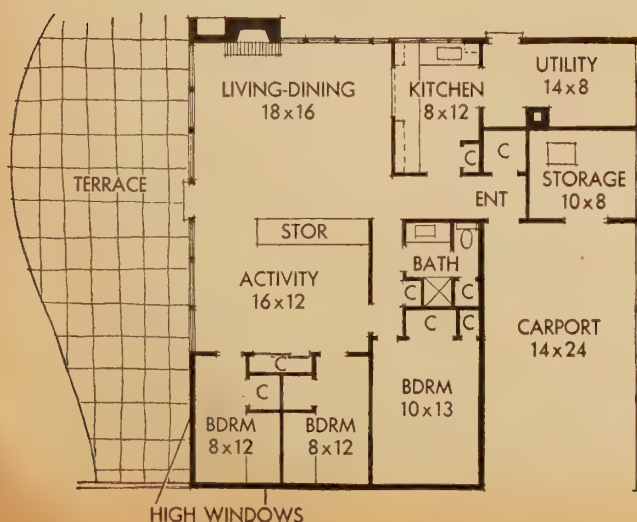 LIVING-DINING
18 x 16
KITCHEN
8 x 12
UTILITY
14 x 8
C
C
STORAGE
10 x 8
TERRACE
ENT
STOR
BATH
ACTIVITY
16 x 12
C
C
C
C
CARPORT
14 x 24
C
C
BDRM
10 x 13
BDRM
8 x 12
BDRM
8 x 12
HIGH WINDOWS